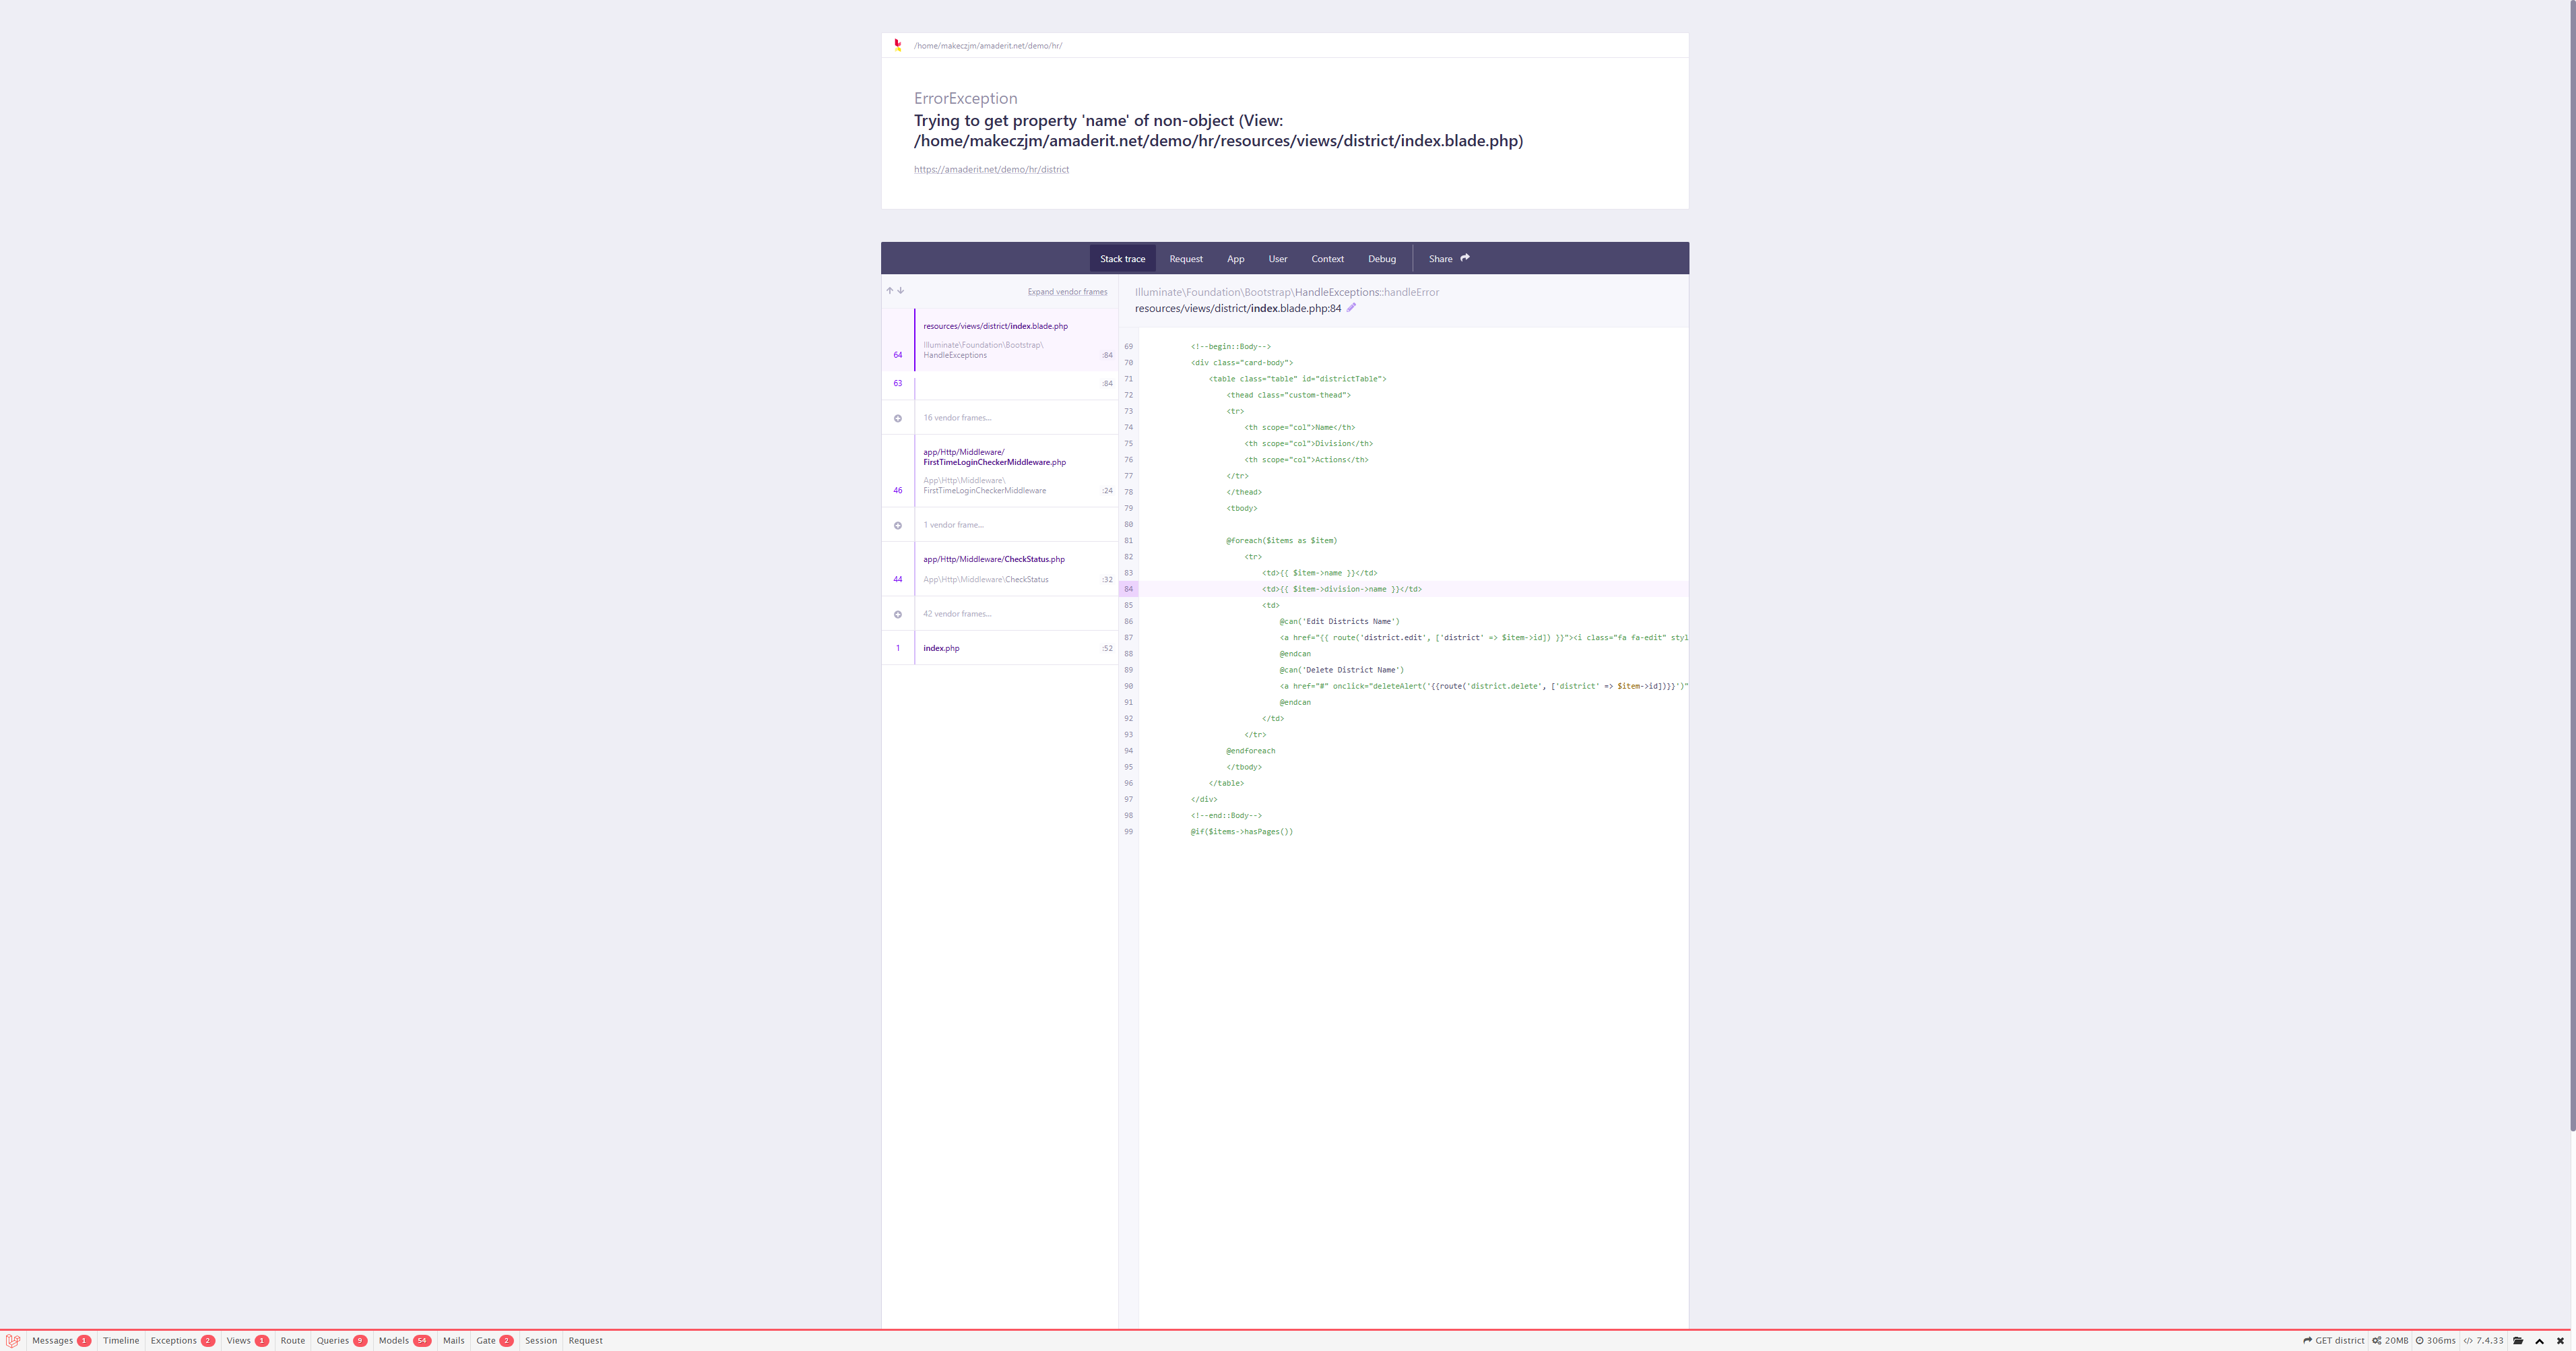 /home/makeczjm/amaderit.net/demo/hr/
ErrorException
Trying to get property 'name' of non-object (View:
/home/makeczjm/amaderit.net/demo/hr/resources/views/district/index.blade.php)
https://amaderit.net/demo/hr/district
Stack trace Request App User Context Debug Share
Expand vendor frames
resources/views/district/index.blade.php
Illuminate\Foundation\Bootstrap\
64 HandleExceptions :84
63 :84
16 vendor frames...
app/Http/Middleware/
FirstTimeLoginCheckerMiddleware.php
App\Http\Middleware\
46 FirstTimeLoginCheckerMiddleware :24
1 vendor frame...
app/Http/Middleware/CheckStatus.php
44 App\Http\Middleware\CheckStatus :32
42 vendor frames...
1 index.php :52
Illuminate\Foundation\Bootstrap\HandleExceptions::handleError
resources/views/district/index.blade.php:84
69 <!--begin::Body-->
70 <div class="card-body">
71 <table class="table" id="districtTable">
72 <thead class="custom-thead">
73 <tr>
74 <th scope="col">Name</th>
75 <th scope="col">Division</th>
76 <th scope="col">Actions</th>
77 </tr>
78 </thead>
79 <tbody>
80
81 @foreach($items as $item)
82 <tr>
83 <td>{{ $item->name }}</td>
84 <td>{{ $item->division->name }}</td>
85 <td>
86 @can('Edit Districts Name')
87 <a href="{{ route('district.edit', ['district' => $item->id]) }}"><i class="fa fa-edit" styl
88 @endcan
89 @can('Delete District Name')
90 <a href="#" onclick="deleteAlert('{{route('district.delete', ['district' => $item->id])}}')"
91 @endcan
92 </td>
93 </tr>
94 @endforeach
95 </tbody>
96 </table>
97 </div>
98 <!--end::Body-->
99 @if($items->hasPages())
Messages 1 Timeline Exceptions 2 Views 1 Route Queries 9 Models 54 Mails Gate 2 Session Request GET district 20MB 306ms 7.4.33